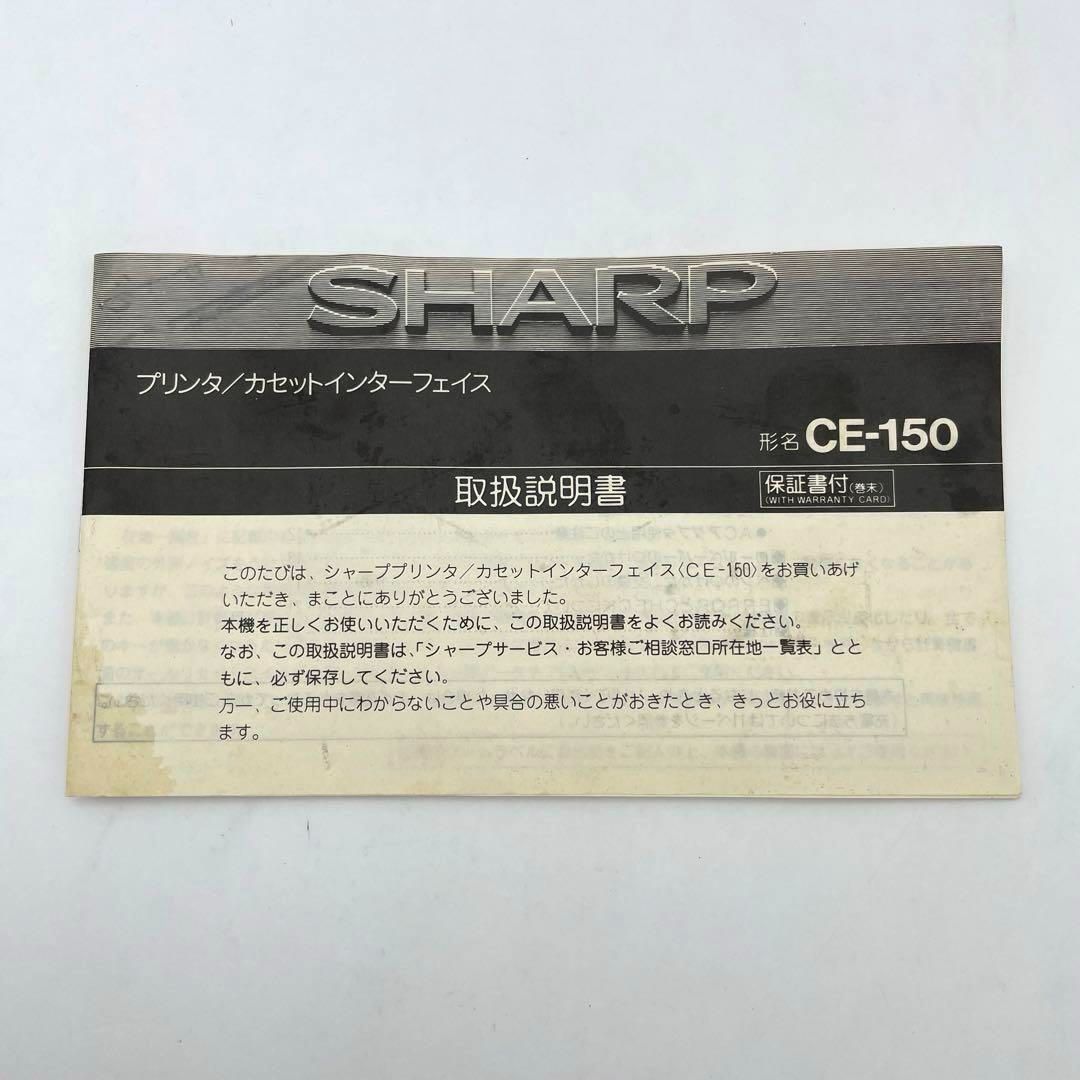 SHARP
プリンタ/カセットインターフェイス
形名 CE-150
取扱説明書
保証書付(巻末)
(WITH WARRANTY CARD)
このたびは、シャーププリンタ/カセットインターフェイス〈CE-150〉をお買いあげ
いただき、まことにありがとうございました。
本機を正しくお使いいただくために、この取扱説明書をよくお読みください。
なお、この取扱説明書は、「シャープサービス・お客様ご相談窓口所在地一覧表」とと
もに、必ず保存してください。
万一、ご使用中にわからないことや具合の悪いことがおきたとき、きっとお役に立ち
ます。